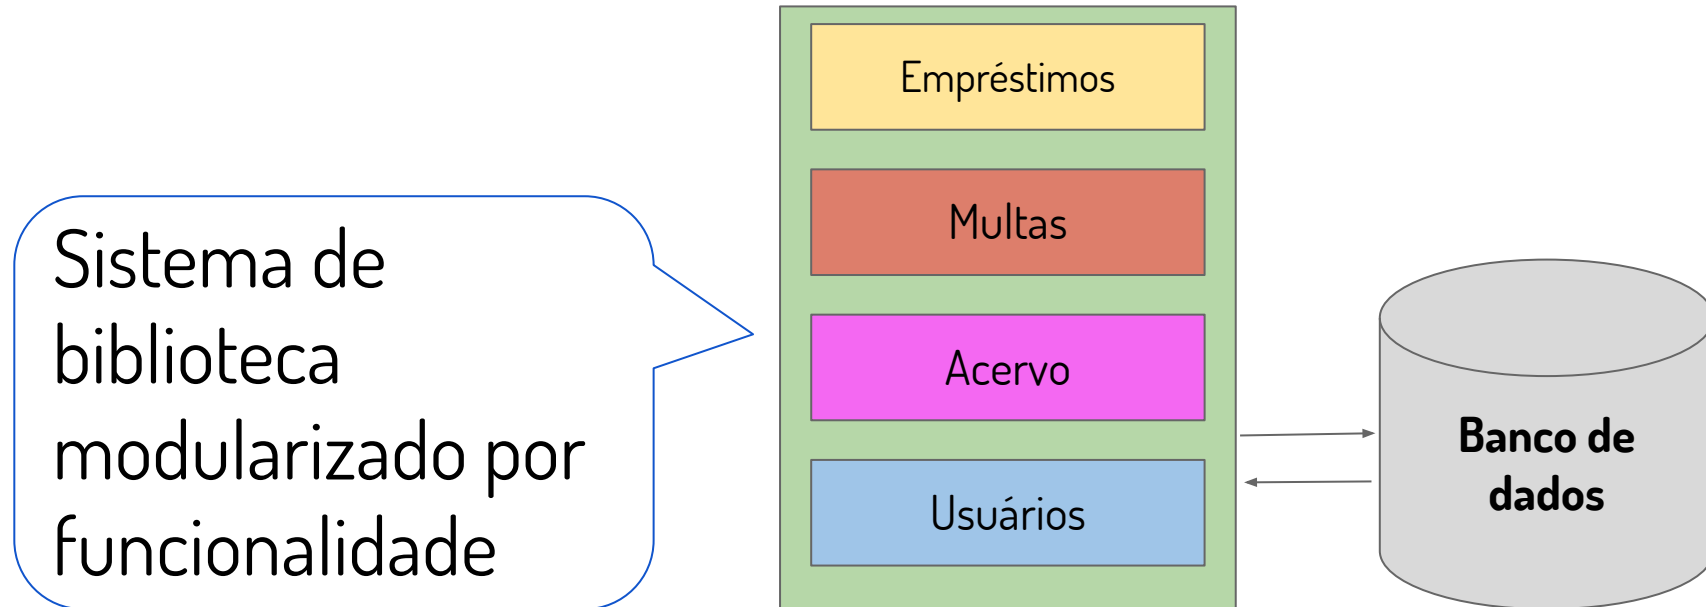 Empréstimos
Multas
Sistema de
biblioteca
modularizado por
funcionalidade
Acervo
Usuários
Banco de
dados